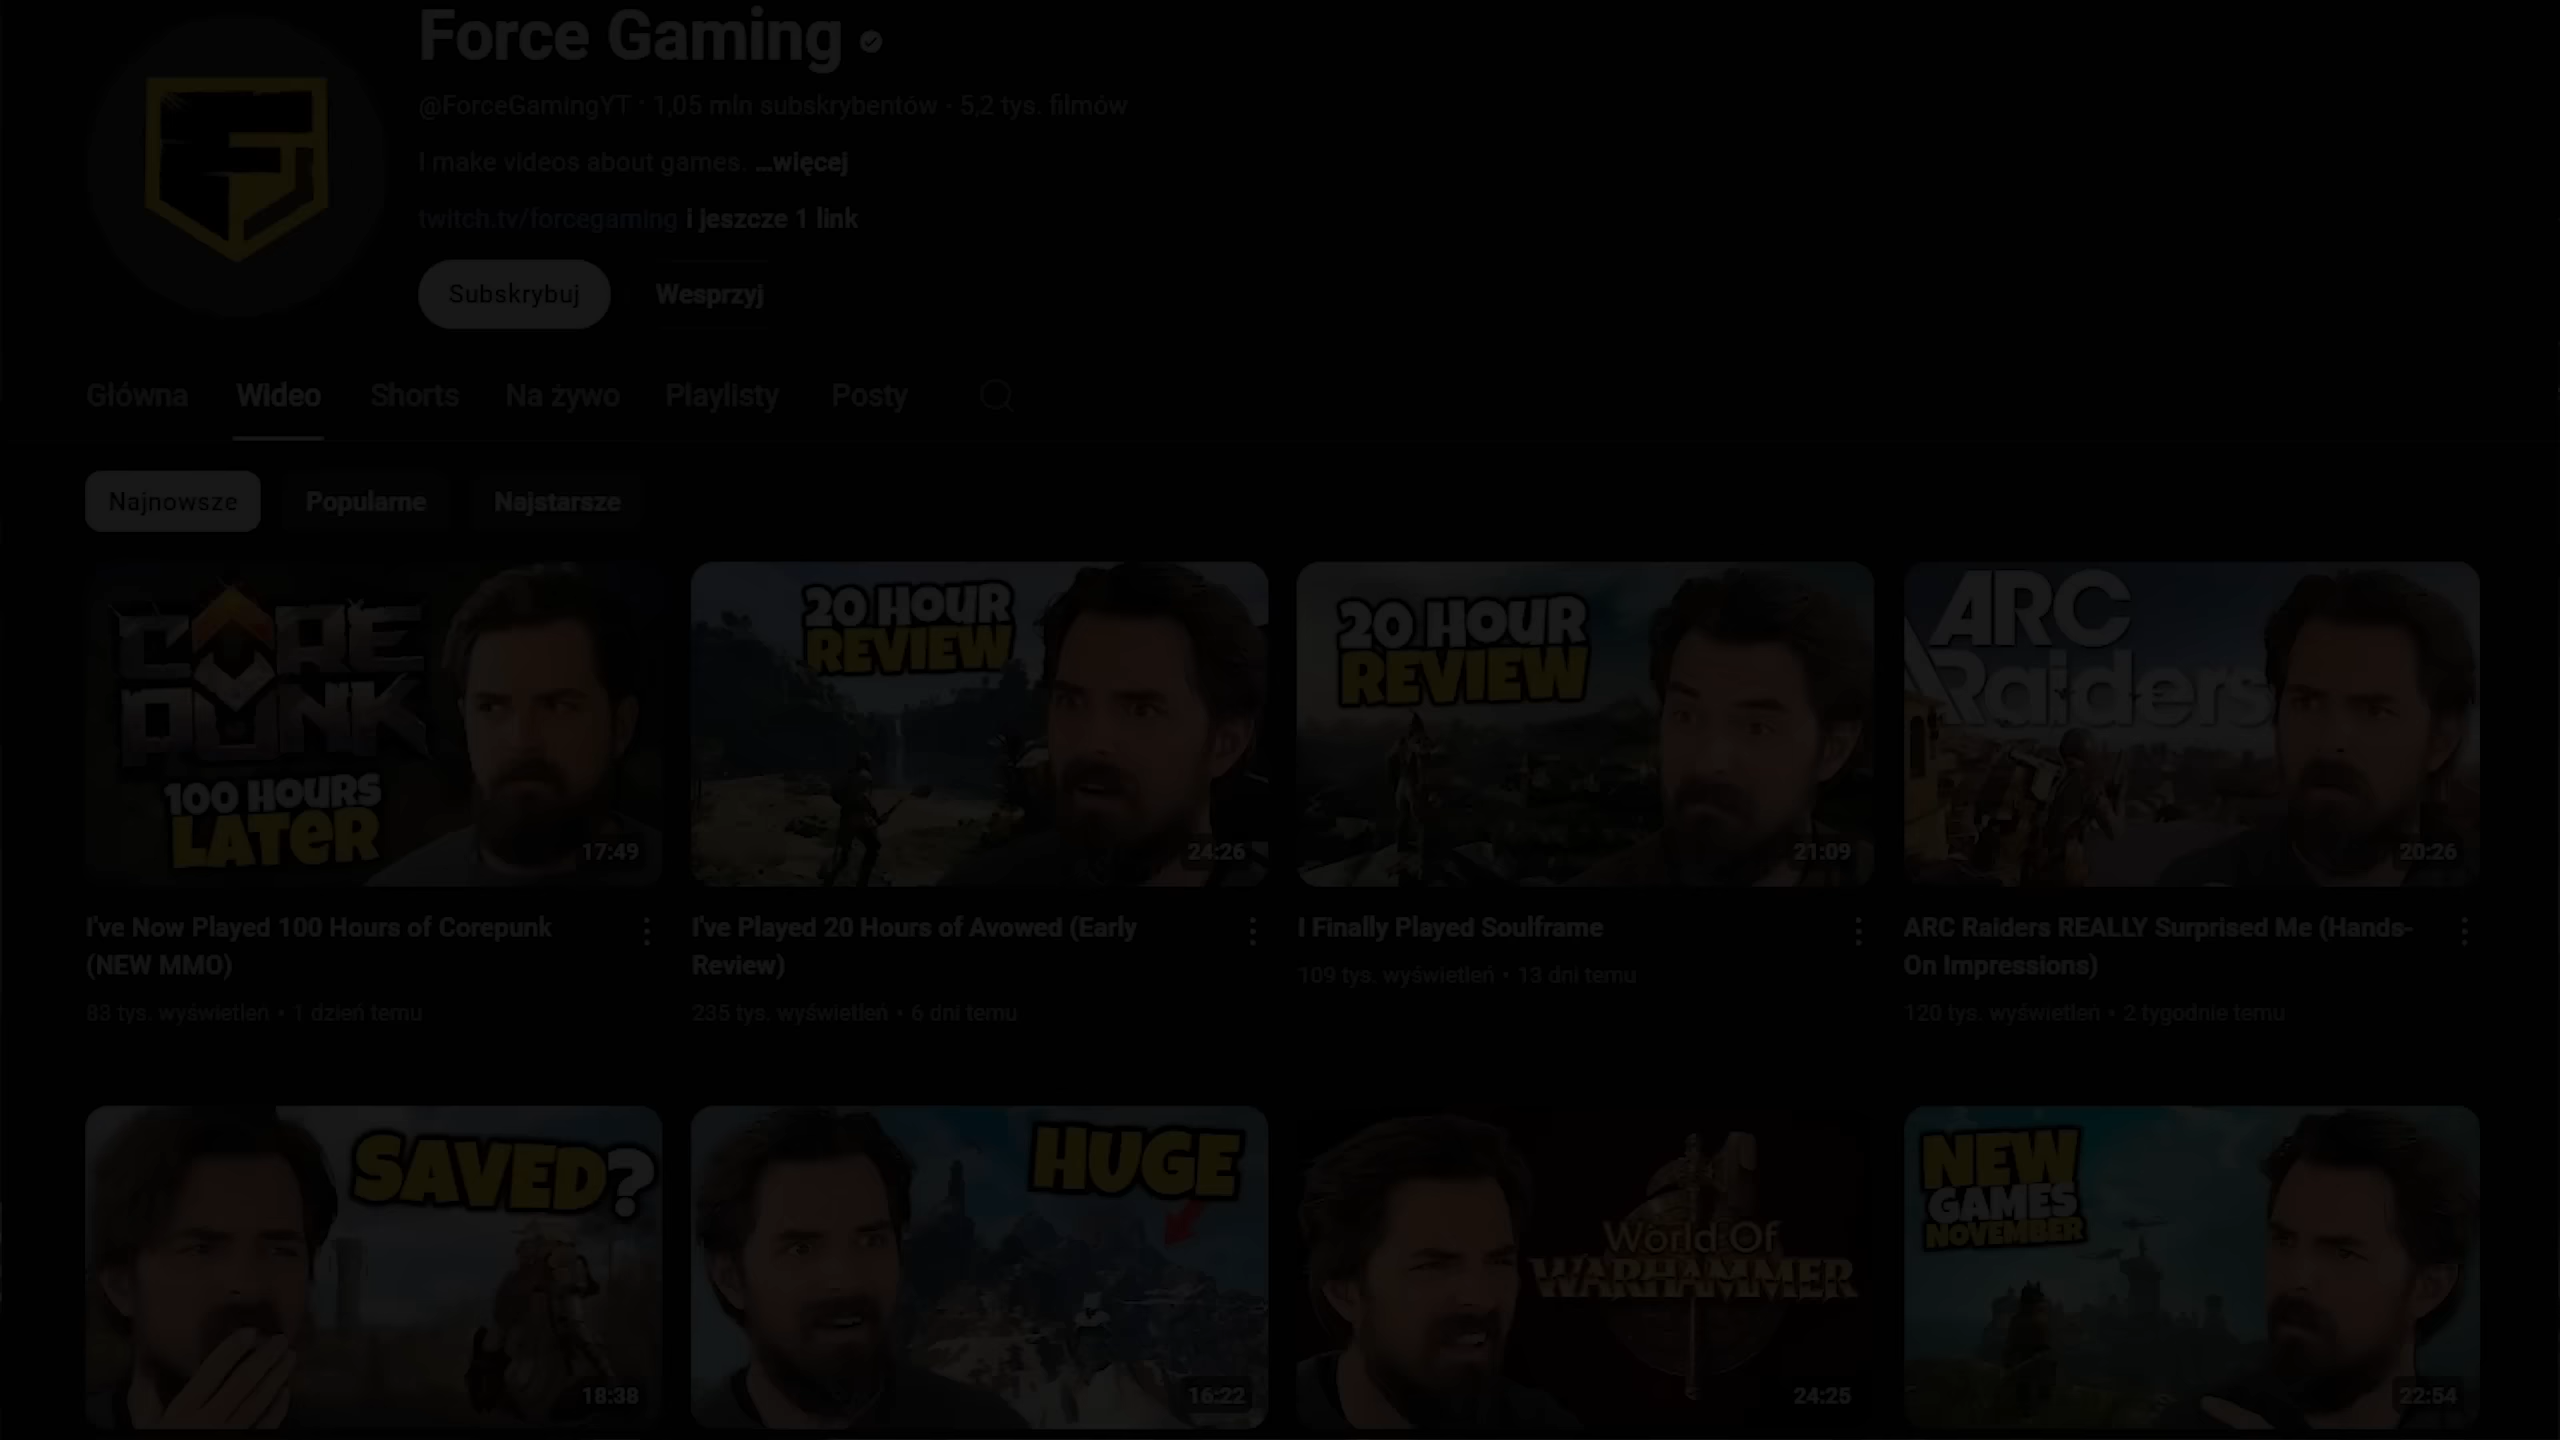 Force Gaming
@ForceGamingYT · 1,05 mln subskrybentów · 5,2 tys. filmów
I make videos about games. ...więcej
twitch.tv/forcegaming i jeszcze 1 link
Subskrybuj Wesprzyj
Główna Wideo Shorts Na żywo Playlisty Posty
Najnowsze Popularne Najstarsze
CORE
PUNK
100 HOURS
LATER
17:49
20 HOUR
REVIEW
24:26
20 HOUR
REVIEW
21:09
ARC
Raiders
20:26
I've Now Played 100 Hours of Corepunk
(NEW MMO)
83 tys. wyświetleń • 1 dzień temu
I've Played 20 Hours of Avowed (Early
Review)
235 tys. wyświetleń • 6 dni temu
I Finally Played Soulframe
109 tys. wyświetleń • 13 dni temu
ARC Raiders REALLY Surprised Me (Hands-
On Impressions)
120 tys. wyświetleń • 2 tygodnie temu
SAVED?
18:38
HUGE
16:22
World Of
WARHAMMER
24:25
NEW
GAMES
NOVEMBER
22:54